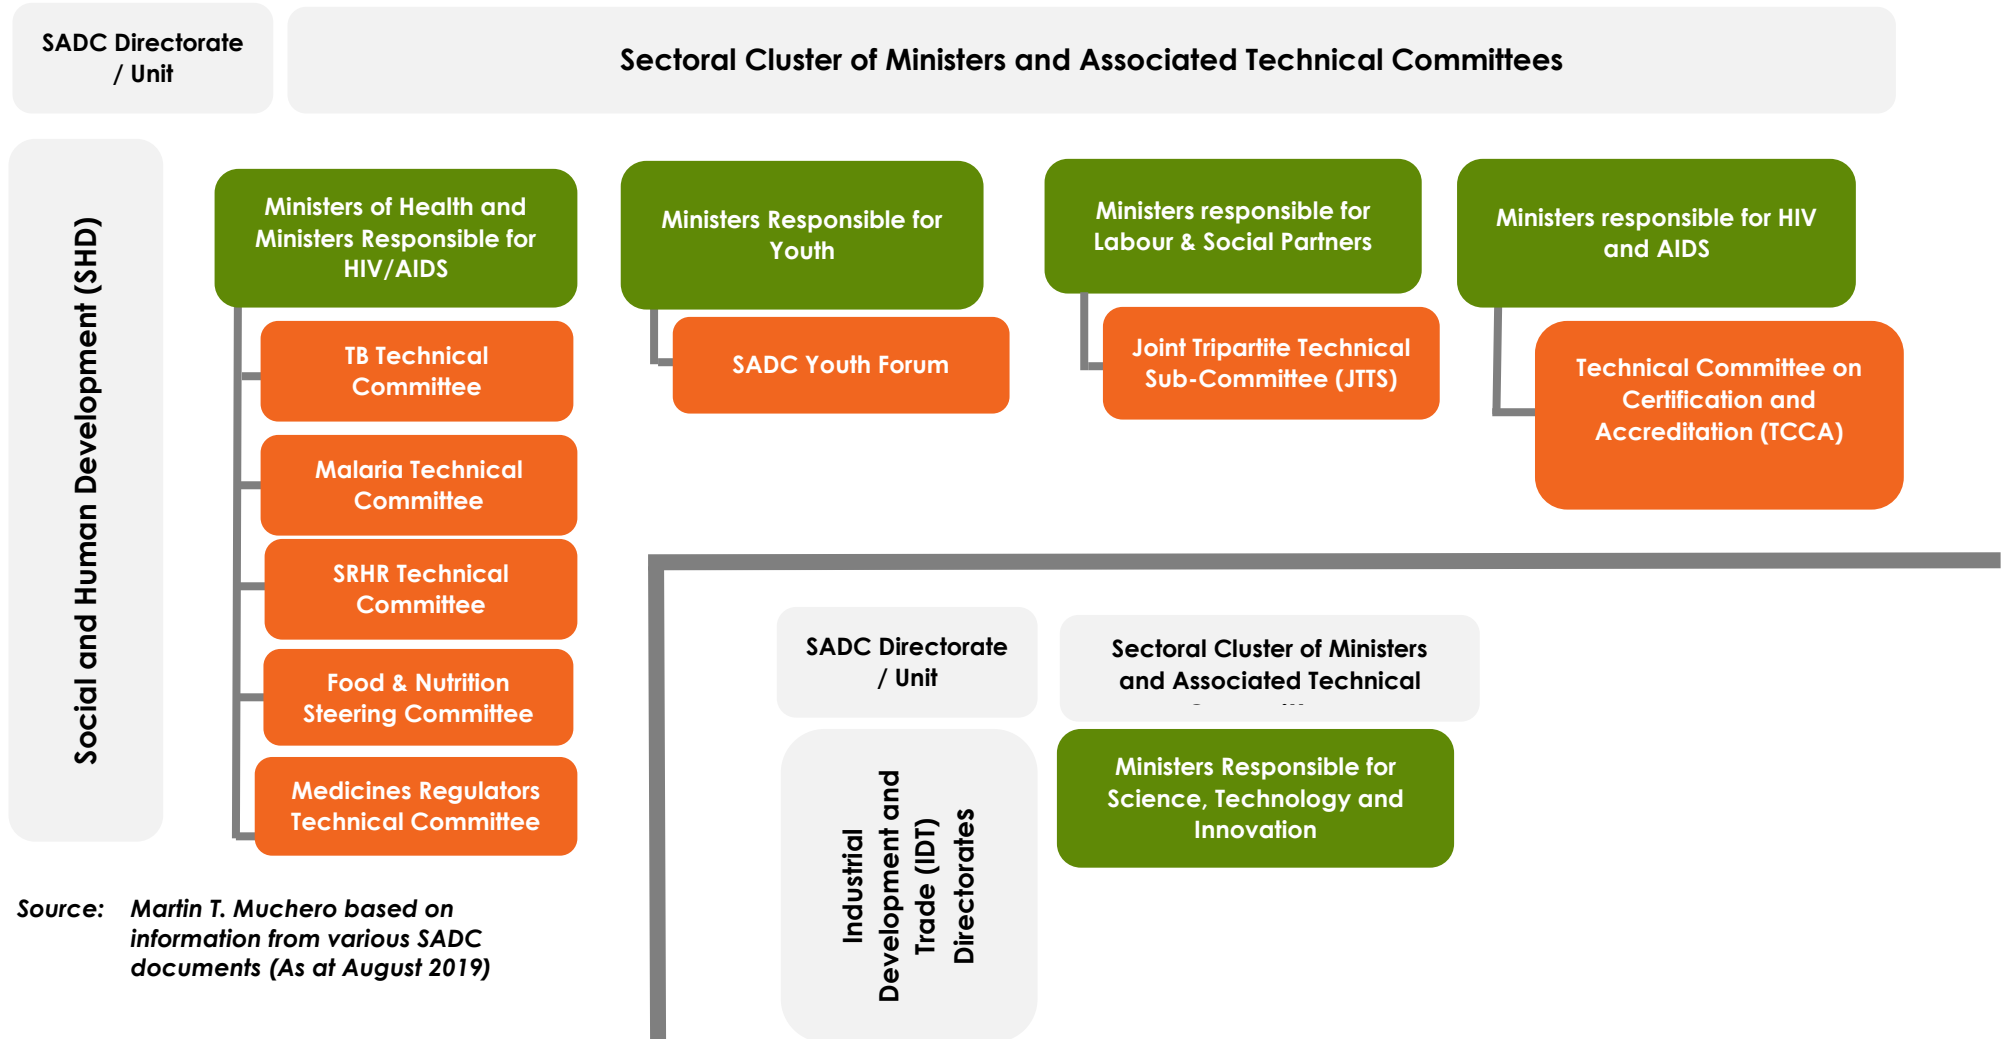 SADC Directorate
/ Unit
Sectoral Cluster of Ministers and Associated Technical Committees
Social and Human Development (SHD)
Ministers of Health and
Ministers Responsible for
HIV/AIDS
TB Technical
Committee
Malaria Technical
Committee
SRHR Technical
Committee
Food & Nutrition
Steering Committee
Medicines Regulators
Technical Committee
Ministers Responsible for
Youth
SADC Youth Forum
Ministers responsible for
Labour & Social Partners
Joint Tripartite Technical
Sub-Committee (JTTS)
Ministers responsible for HIV
and AIDS
Technical Committee on
Certification and
Accreditation (TCCA)
SADC Directorate
/ Unit
Sectoral Cluster of Ministers
and Associated Technical
Industrial
Development and
Trade (IDT)
Directorates
Ministers Responsible for
Science, Technology and
Innovation
Source: Martin T. Muchero based on
information from various SADC
documents (As at August 2019)